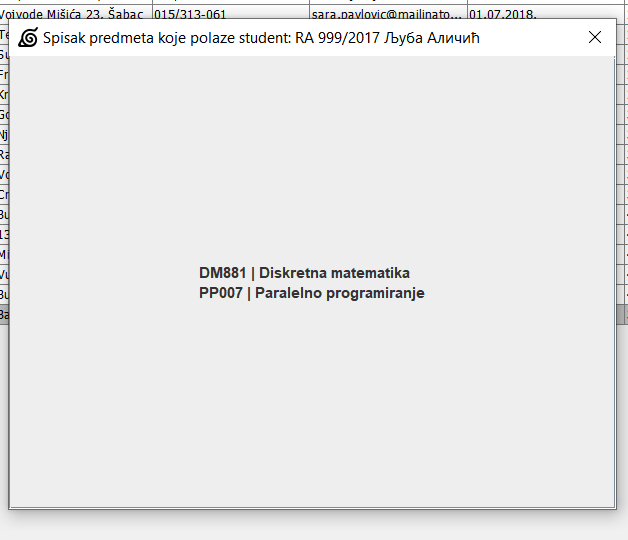 Vojvode Mišića 23, Šabac 015/313-061 sara.pavlovic@mailinato... 01.07.2018.
Spisak predmeta koje polaze student: RA 999/2017 Љуба Аличић
DM881 | Diskretna matematika
PP007 | Paralelno programiranje